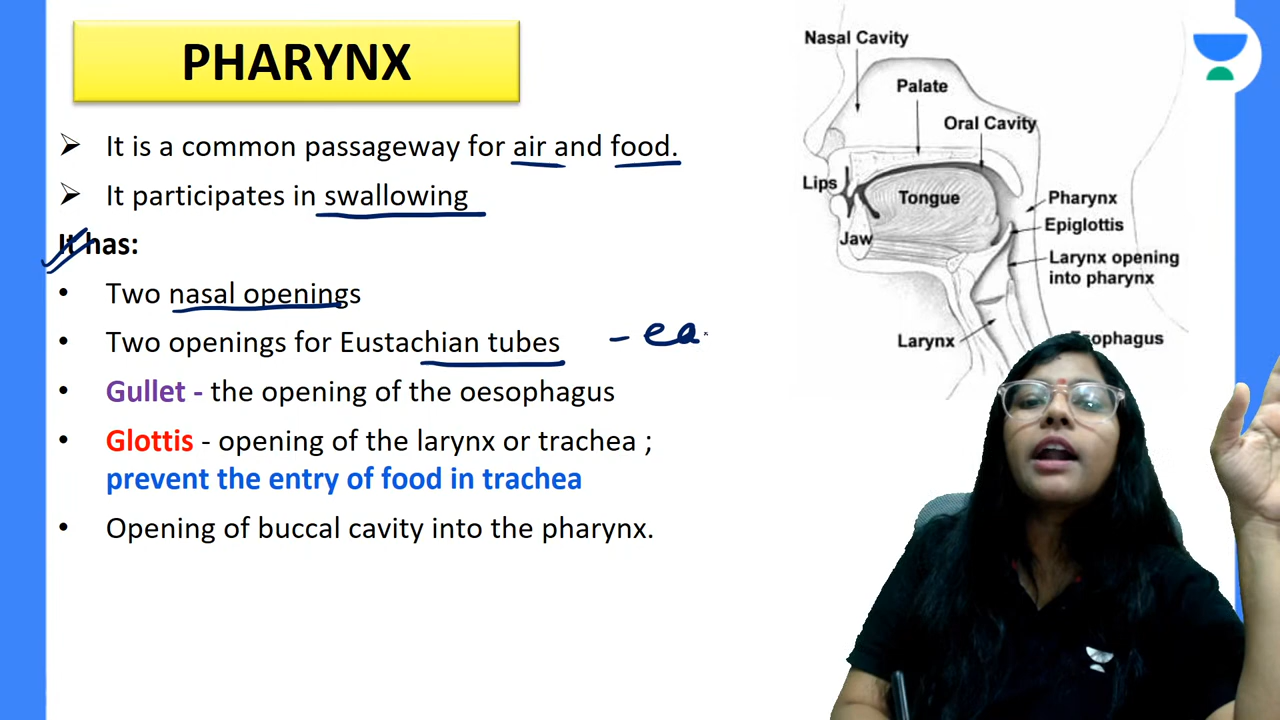 PHARYNX
➢ It is a common passageway for air and food.
➢ It participates in swallowing
It has:
• Two nasal openings
• Two openings for Eustachian tubes - ea
• Gullet - the opening of the oesophagus
• Glottis - opening of the larynx or trachea ;
prevent the entry of food in trachea
• Opening of buccal cavity into the pharynx.
Nasal Cavity
Palate
Oral Cavity
Lips
Tongue
Pharynx
Epiglottis
Jaw
Larynx opening
into pharynx
Larynx